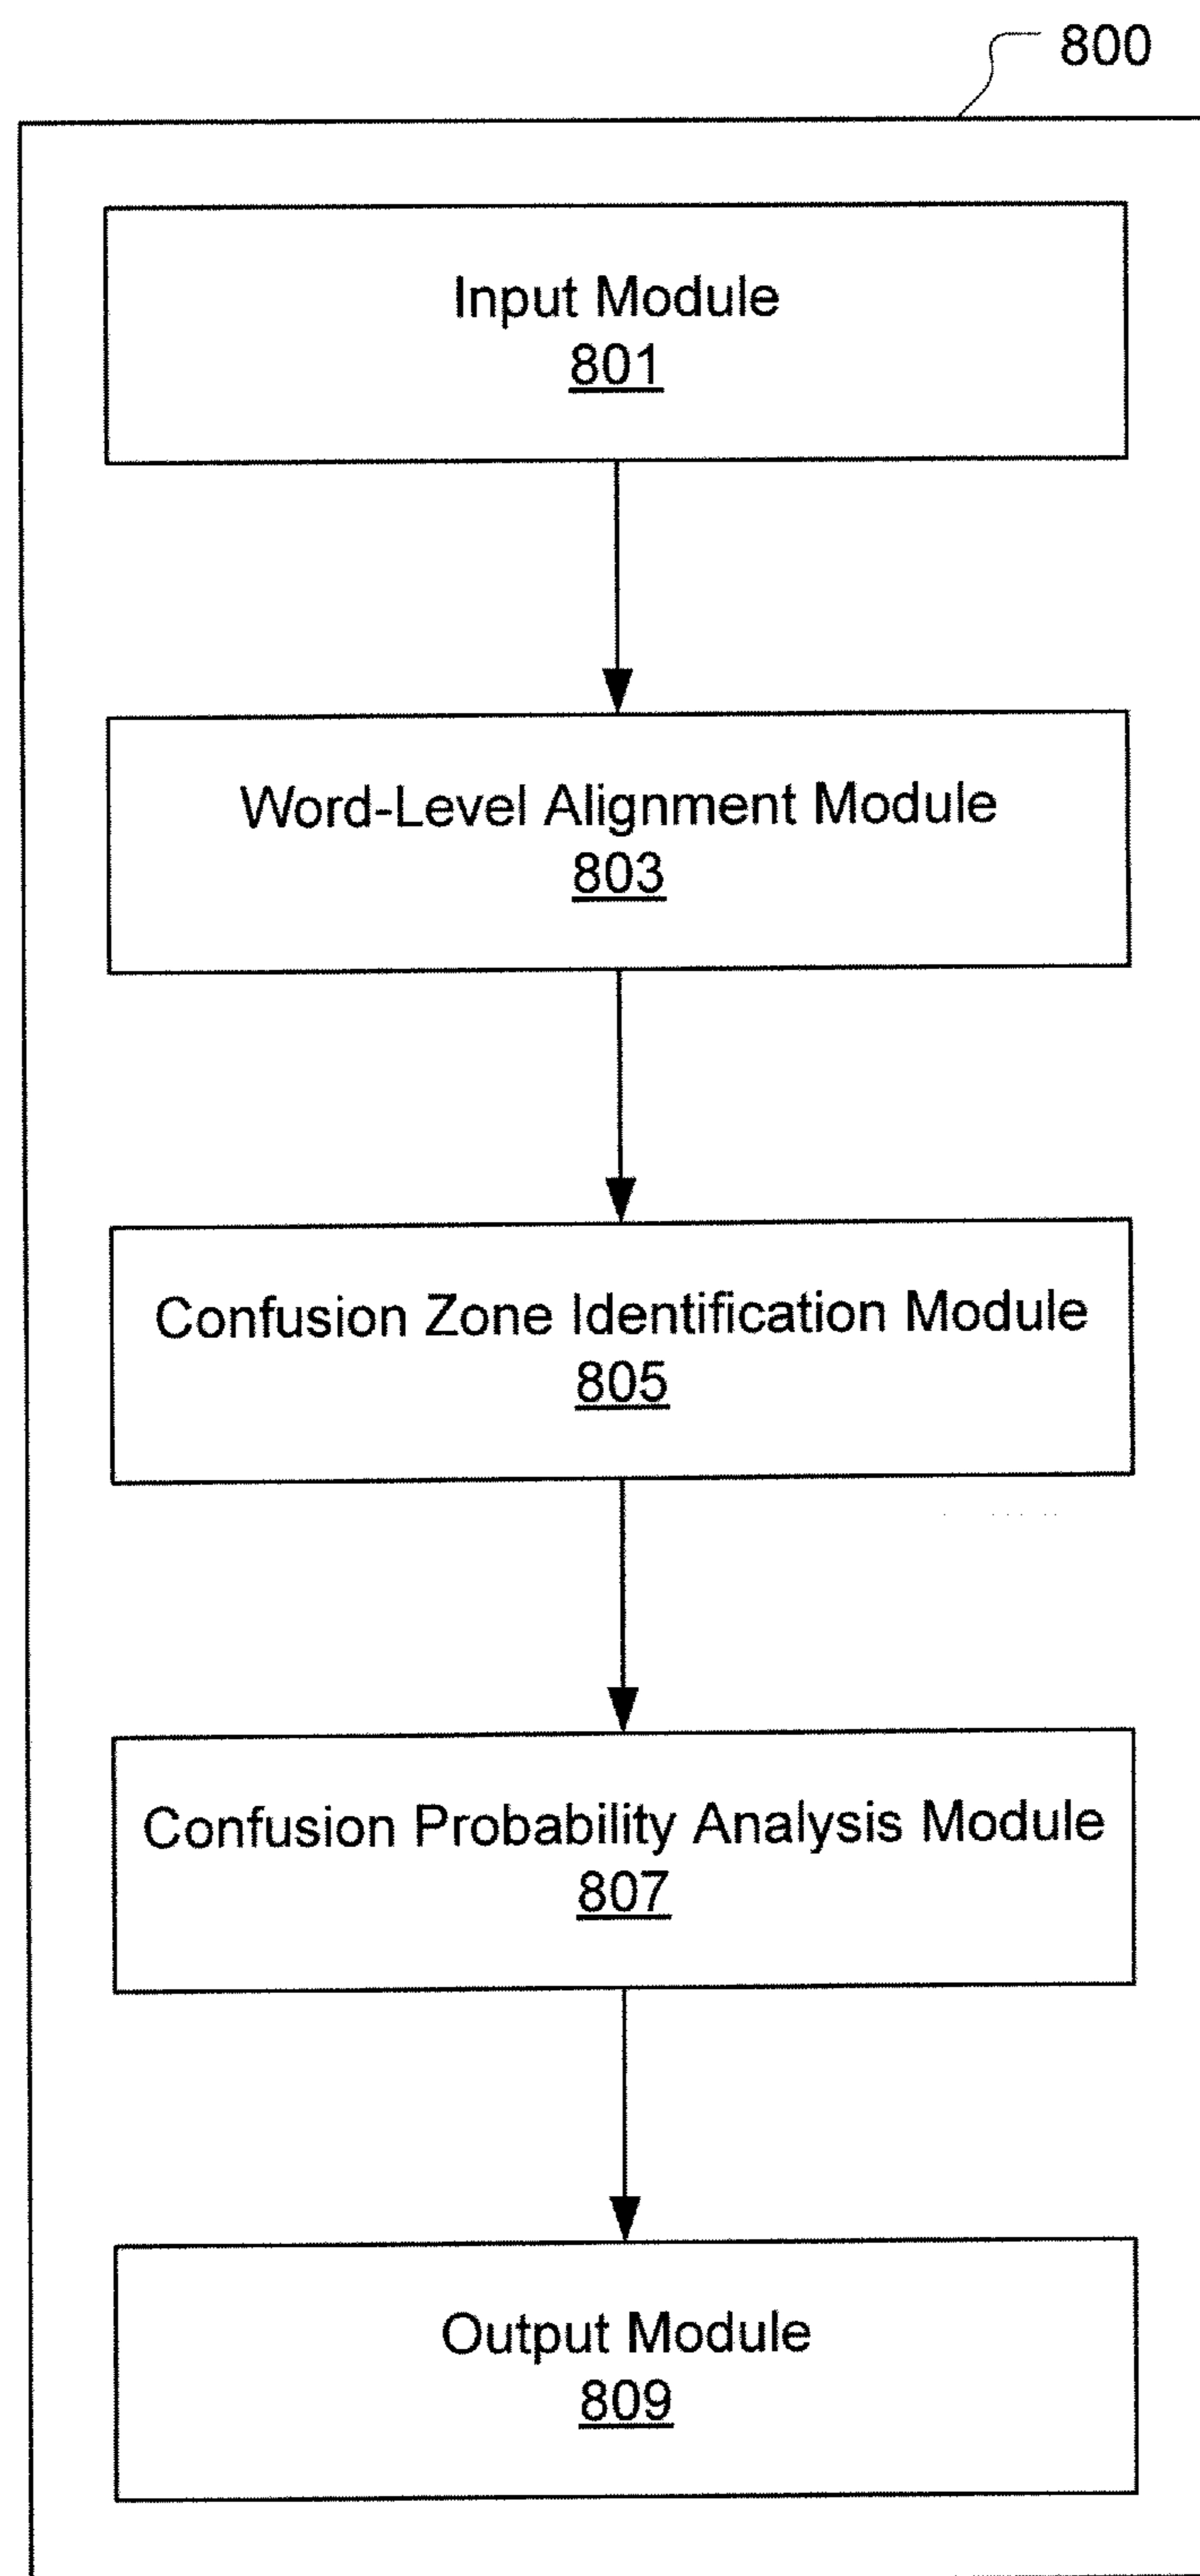 800
Input Module
801
Word-Level Alignment Module
803
Confusion Zone Identification Module
805
Confusion Probability Analysis Module
807
Output Module
809